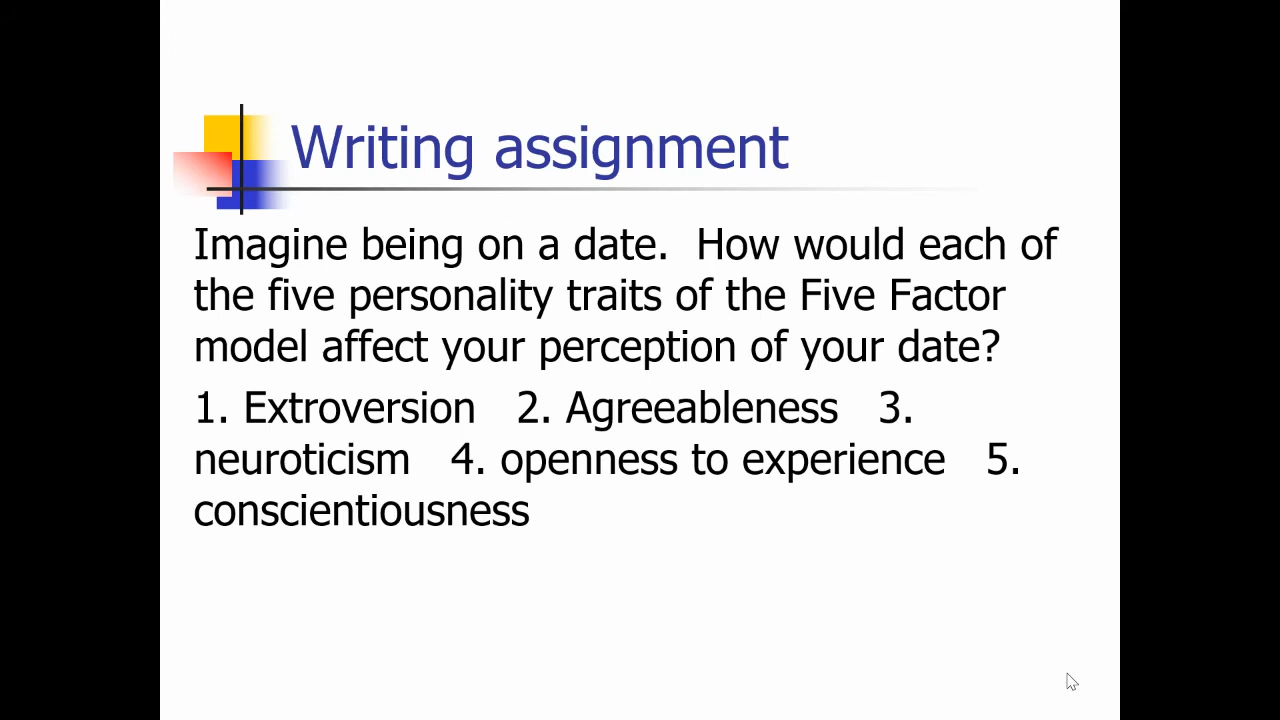 Writing assignment
Imagine being on a date.  How would each of
the five personality traits of the Five Factor
model affect your perception of your date?
1. Extroversion   2. Agreeableness   3.
neuroticism   4. openness to experience   5.
conscientiousness